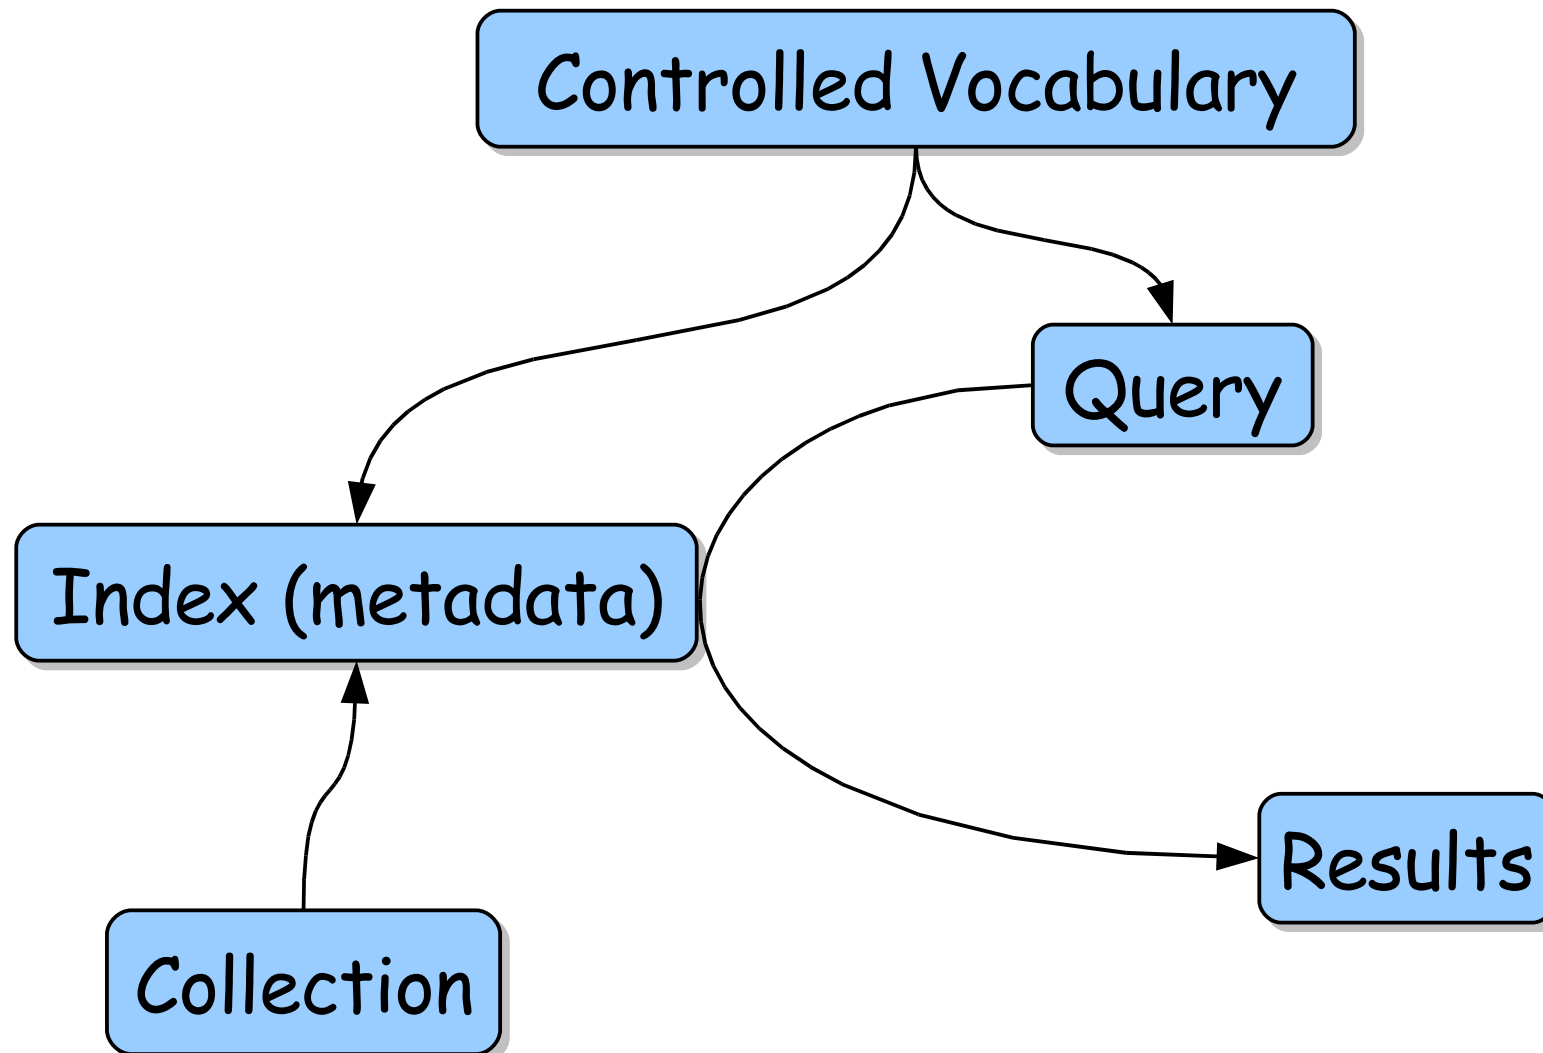 Controlled Vocabulary
Query
Index (metadata)
Results
Collection